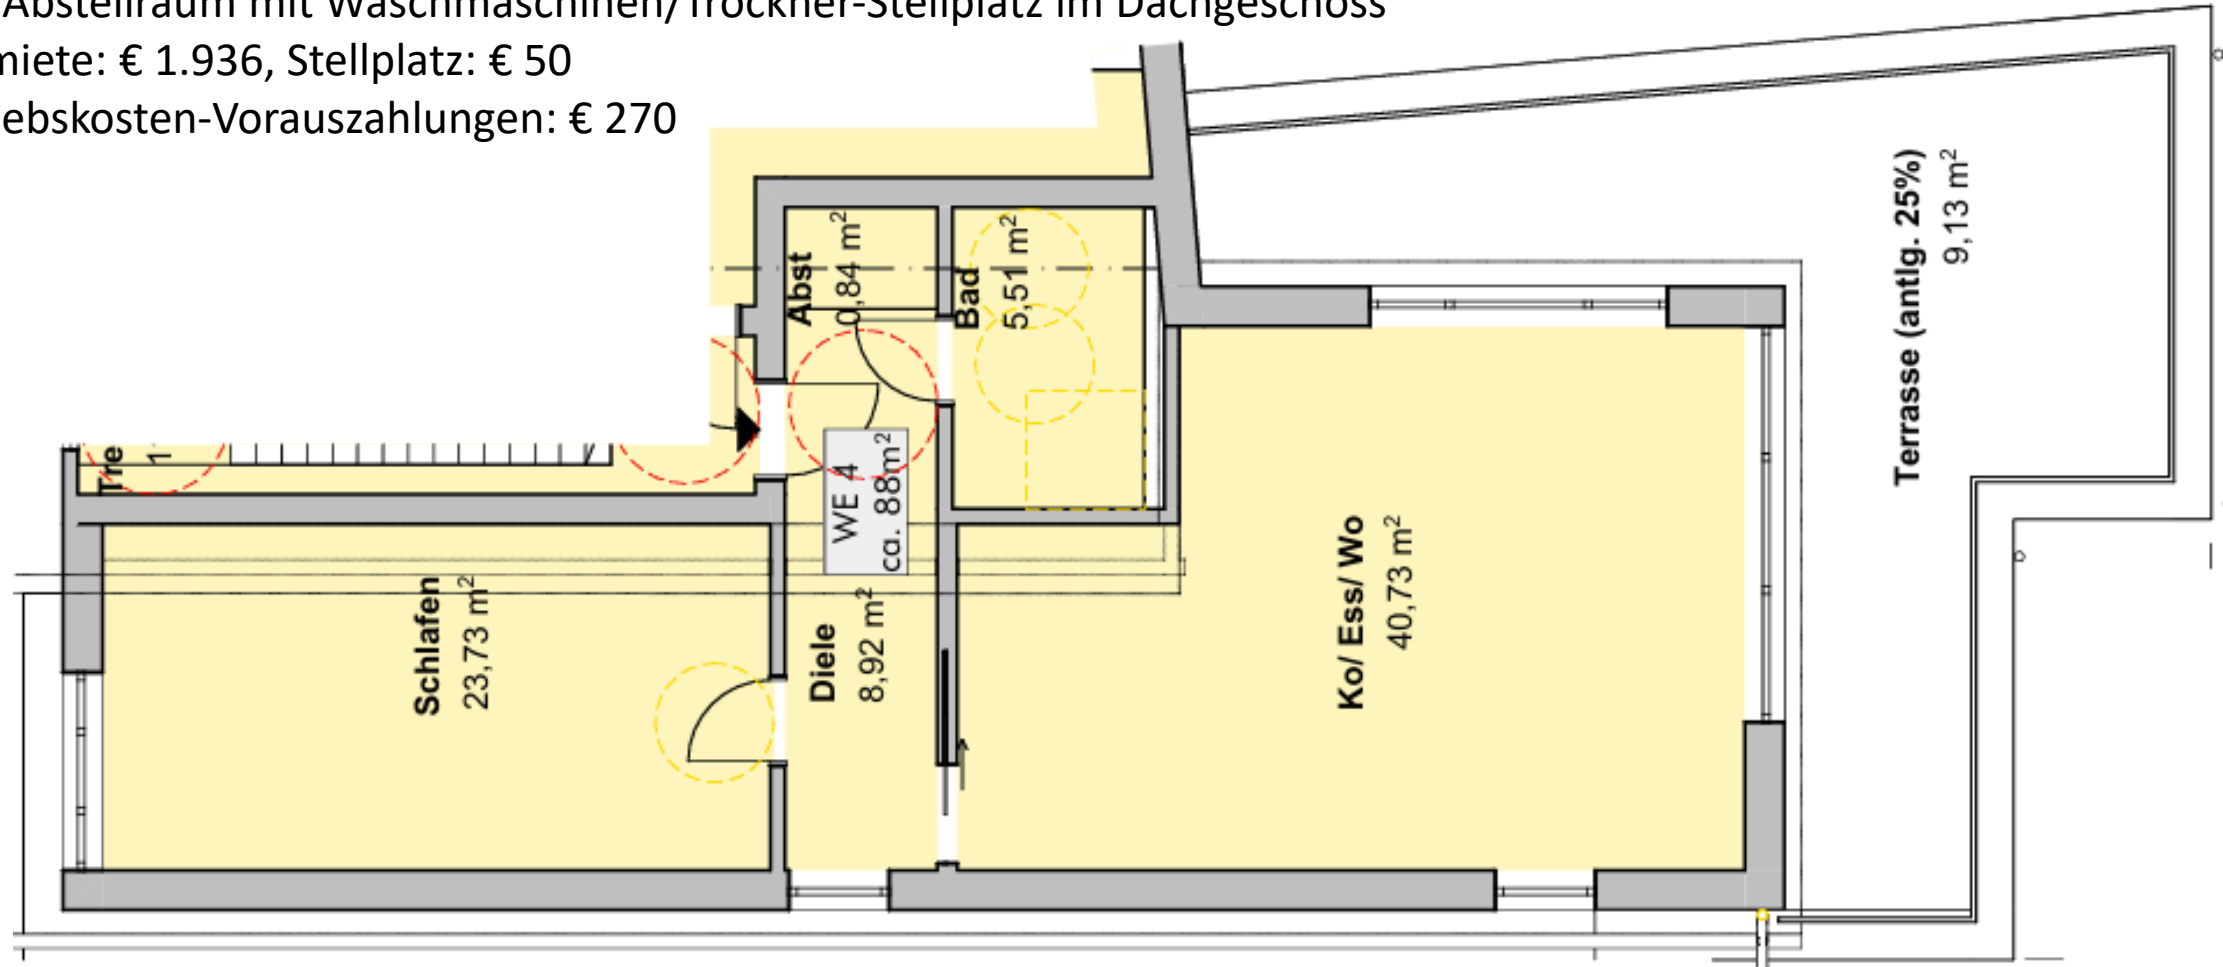 Abstellraum mit Waschmaschinen/Trockner-Stellplatz im Dachgeschoss
miete: € 1.936, Stellplatz: € 50
ebskosten-Vorauszahlungen: € 270
Abst
0,84 m²
Bad
5,51 m²
Terrasse (antlg. 25%)
9,13 m²
Tre
1
WE 4
ca. 88m²
Schlafen
23,73 m²
Diele
8,92 m²
Ko/ Ess/ Wo
40,73 m²